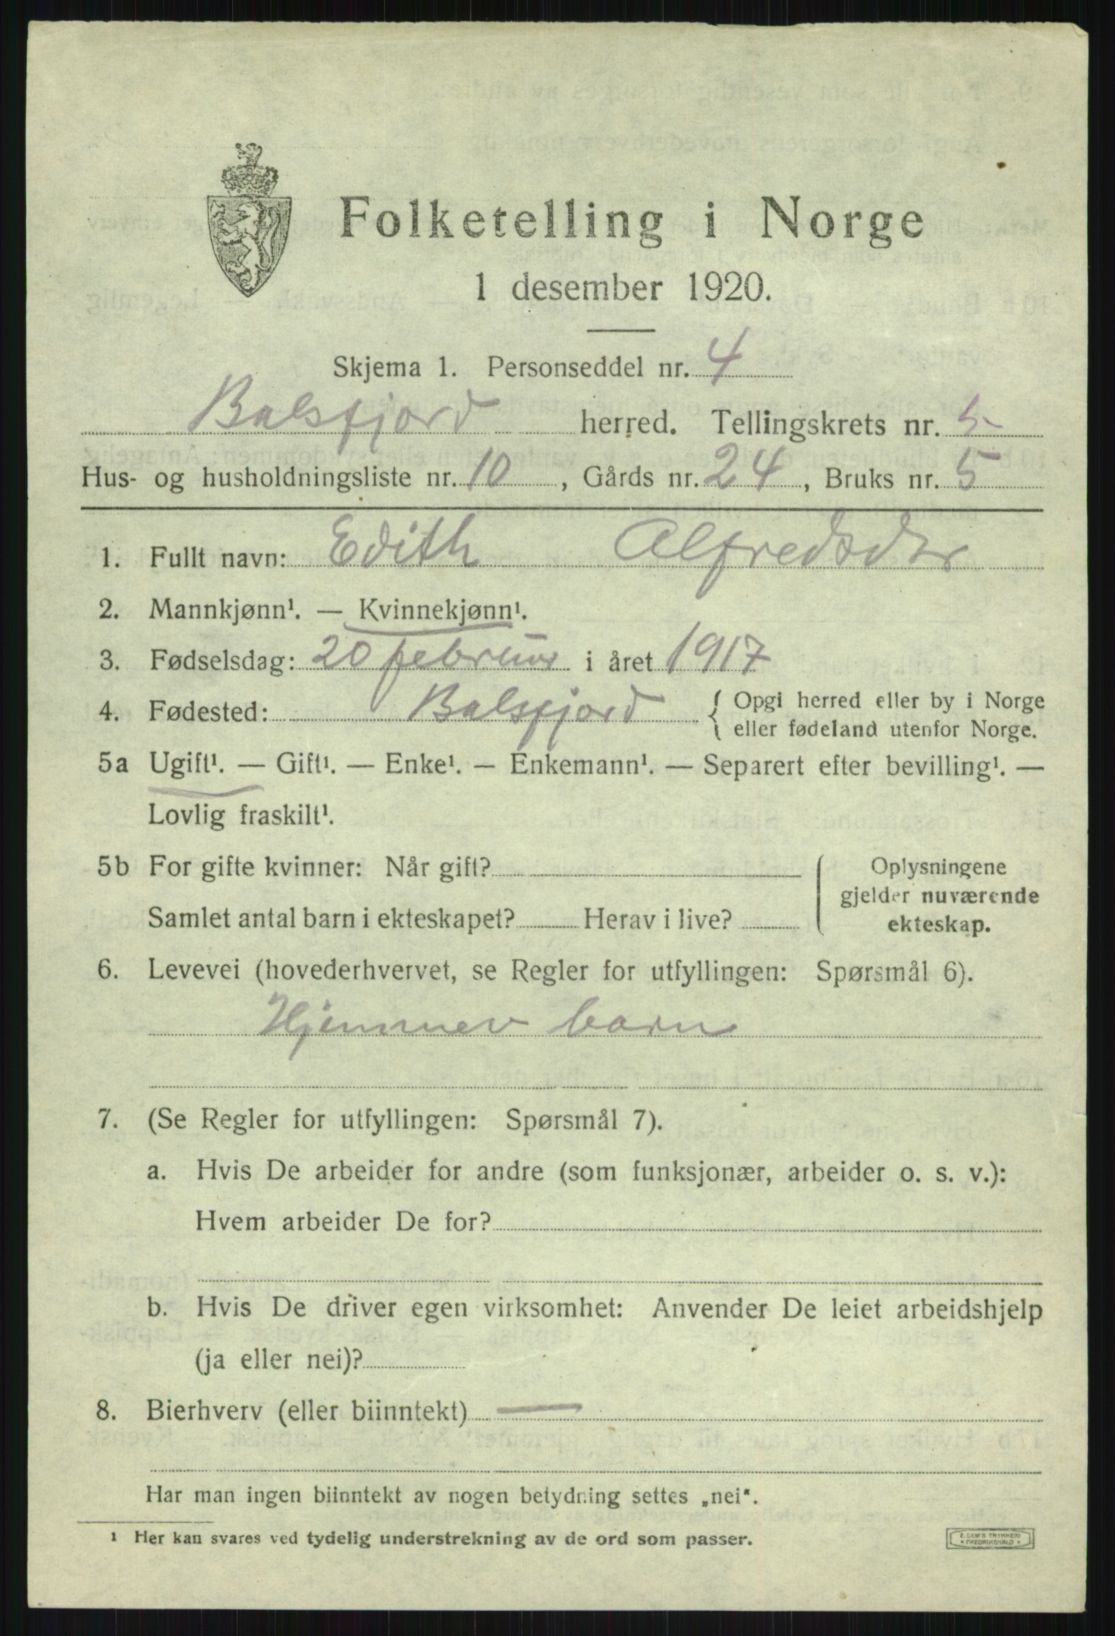 Folketelling i Norge
1 desember 1920.
Skjema 1. Personseddel nr. 4
Balsfjord herred. Tellingskrets nr. 5
Hus- og husholdningsliste nr. 10, Gårds nr. 24, Bruks nr. 5
1. Fullt navn: Edith Alfredsdtr
2. Mannkjønn¹. — Kvinnekjønn¹.
3. Fødselsdag: 20 februar i året 1917
4. Fødested: Balsfjord { Opgi herred eller by i Norge
eller fødeland utenfor Norge.
5a Ugift¹. — Gift¹. — Enke¹. — Enkemann¹. — Separert efter bevilling¹. —
Lovlig fraskilt¹.
5b For gifte kvinner: Når gift?
Samlet antal barn i ekteskapet? Herav i live?
Oplysningene
gjelder nuværende
ekteskap.
6. Levevei (hovederhvervet, se Regler for utfyllingen: Spørsmål 6).
Hjemmev barn
7. (Se Regler for utfyllingen: Spørsmål 7).
a. Hvis De arbeider for andre (som funksjonær, arbeider o. s. v.):
Hvem arbeider De for?
b. Hvis De driver egen virksomhet: Anvender De leiet arbeidshjelp
(ja eller nei)?
8. Bierhverv (eller biinntekt) —
Har man ingen biinntekt av nogen betydning settes „nei“.
¹ Her kan svares ved tydelig understrekning av de ord som passer.